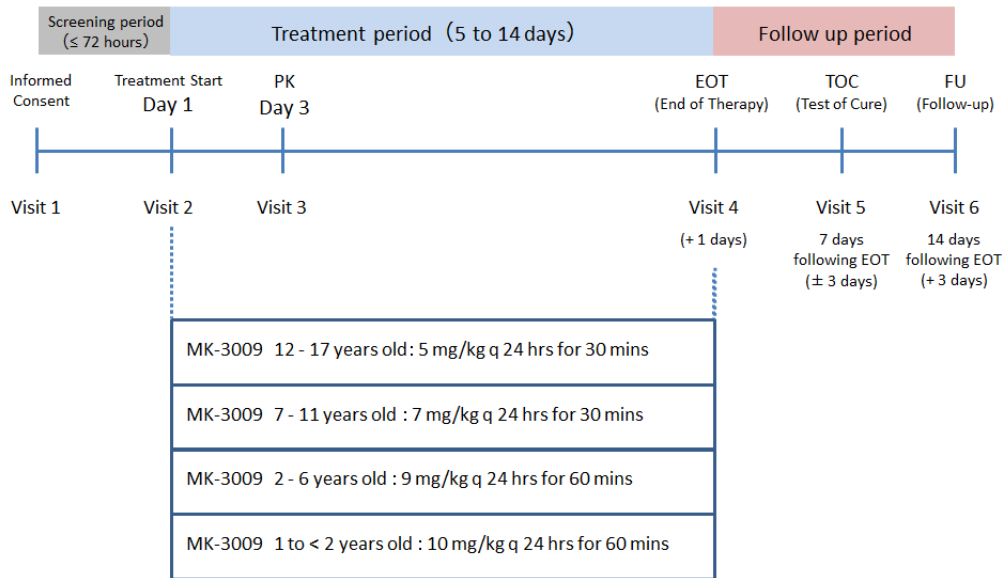 Screening period
(≤ 72 hours)
Treatment period (5 to 14 days)
Follow up period
Informed
Consent
Treatment Start
Day 1
PK
Day 3
EOT
(End of Therapy)
TOC
(Test of Cure)
FU
(Follow-up)
Visit 1
Visit 2
Visit 3
Visit 4
(+ 1 days)
Visit 5
7 days
following EOT
(± 3 days)
Visit 6
14 days
following EOT
(+ 3 days)
MK-3009 12 - 17 years old : 5 mg/kg q 24 hrs for 30 mins
MK-3009 7 - 11 years old : 7 mg/kg q 24 hrs for 30 mins
MK-3009 2 - 6 years old : 9 mg/kg q 24 hrs for 60 mins
MK-3009 1 to < 2 years old : 10 mg/kg q 24 hrs for 60 mins